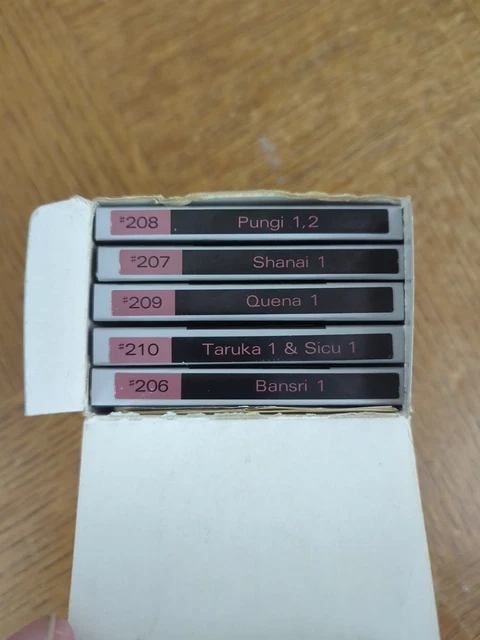 #208 Pungi 1,2
#207 Shanai 1
#209 Quena 1
#210 Taruka 1 & Sicu 1
#206 Bansri 1